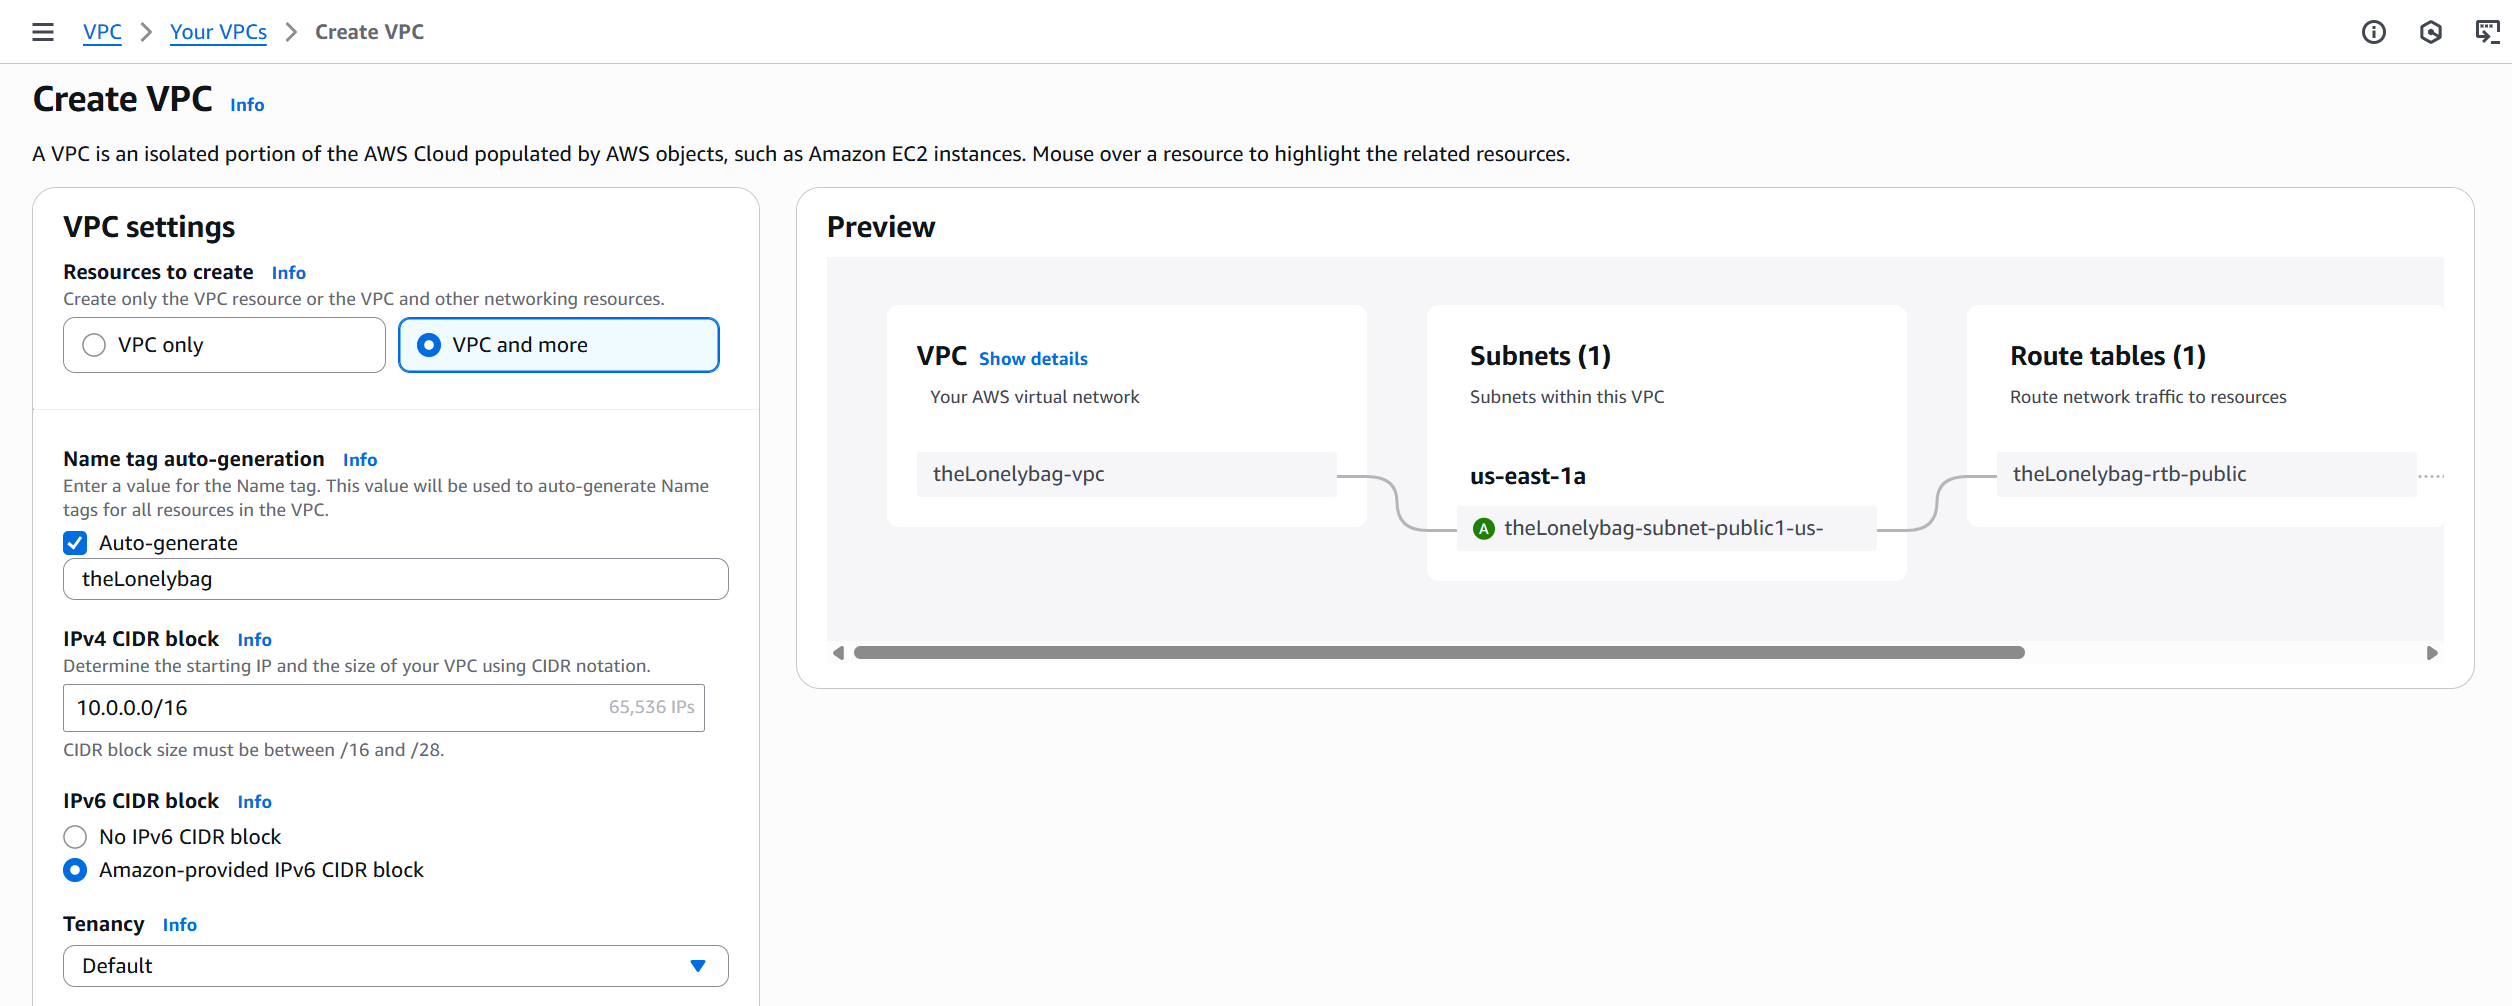 VPC > Your VPCs > Create VPC
Create VPC Info
A VPC is an isolated portion of the AWS Cloud populated by AWS objects, such as Amazon EC2 instances. Mouse over a resource to highlight the related resources.
VPC settings
Resources to create Info
Create only the VPC resource or the VPC and other networking resources.
VPC only
VPC and more
Name tag auto-generation Info
Enter a value for the Name tag. This value will be used to auto-generate Name
tags for all resources in the VPC.
Auto-generate
theLonelybag
IPv4 CIDR block Info
Determine the starting IP and the size of your VPC using CIDR notation.
10.0.0.0/16 65,536 IPs
CIDR block size must be between /16 and /28.
IPv6 CIDR block Info
No IPv6 CIDR block
Amazon-provided IPv6 CIDR block
Tenancy Info
Default
Preview
VPC Show details
Your AWS virtual network
theLonelybag-vpc
Subnets (1)
Subnets within this VPC
us-east-1a
A theLonelybag-subnet-public1-us-
Route tables (1)
Route network traffic to resources
theLonelybag-rtb-public